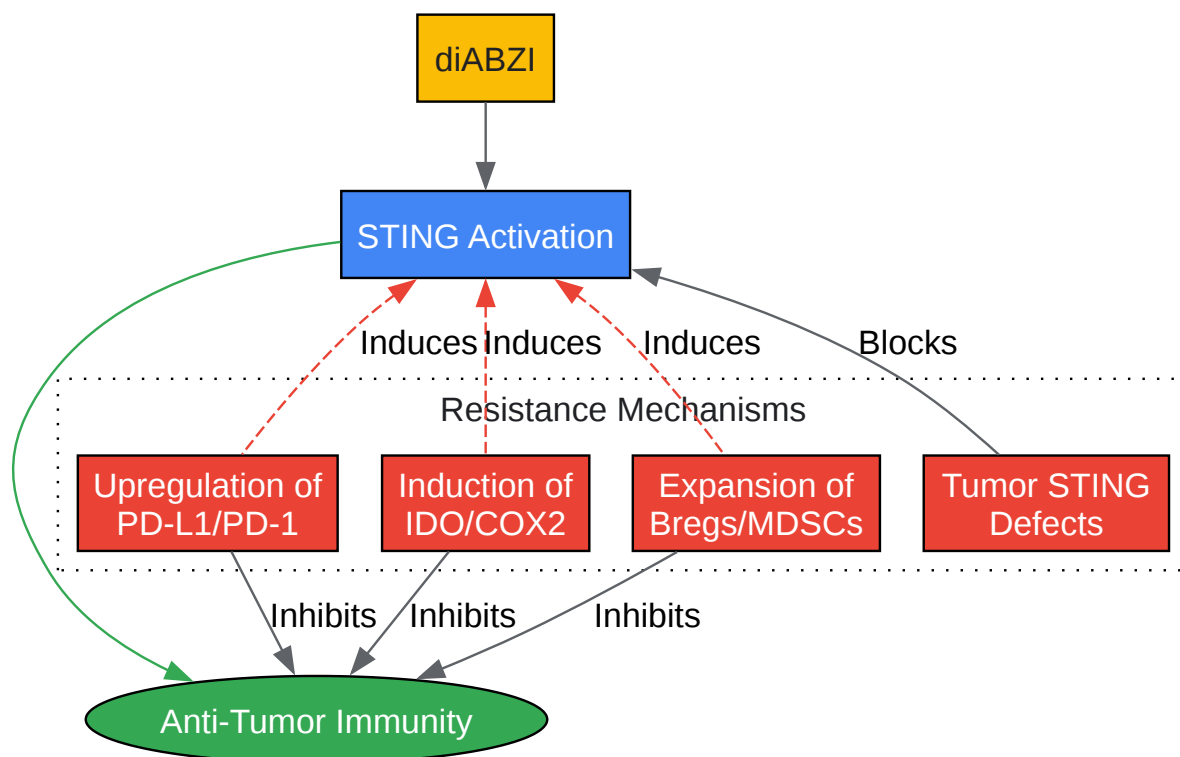 diABZI
STING Activation
Induces
Induces
Induces
Blocks
Resistance Mechanisms
Upregulation of
PD-L1/PD-1
Induction of
IDO/COX2
Expansion of
Bregs/MDSCs
Tumor STING
Defects
Inhibits
Inhibits
Inhibits
Anti-Tumor Immunity